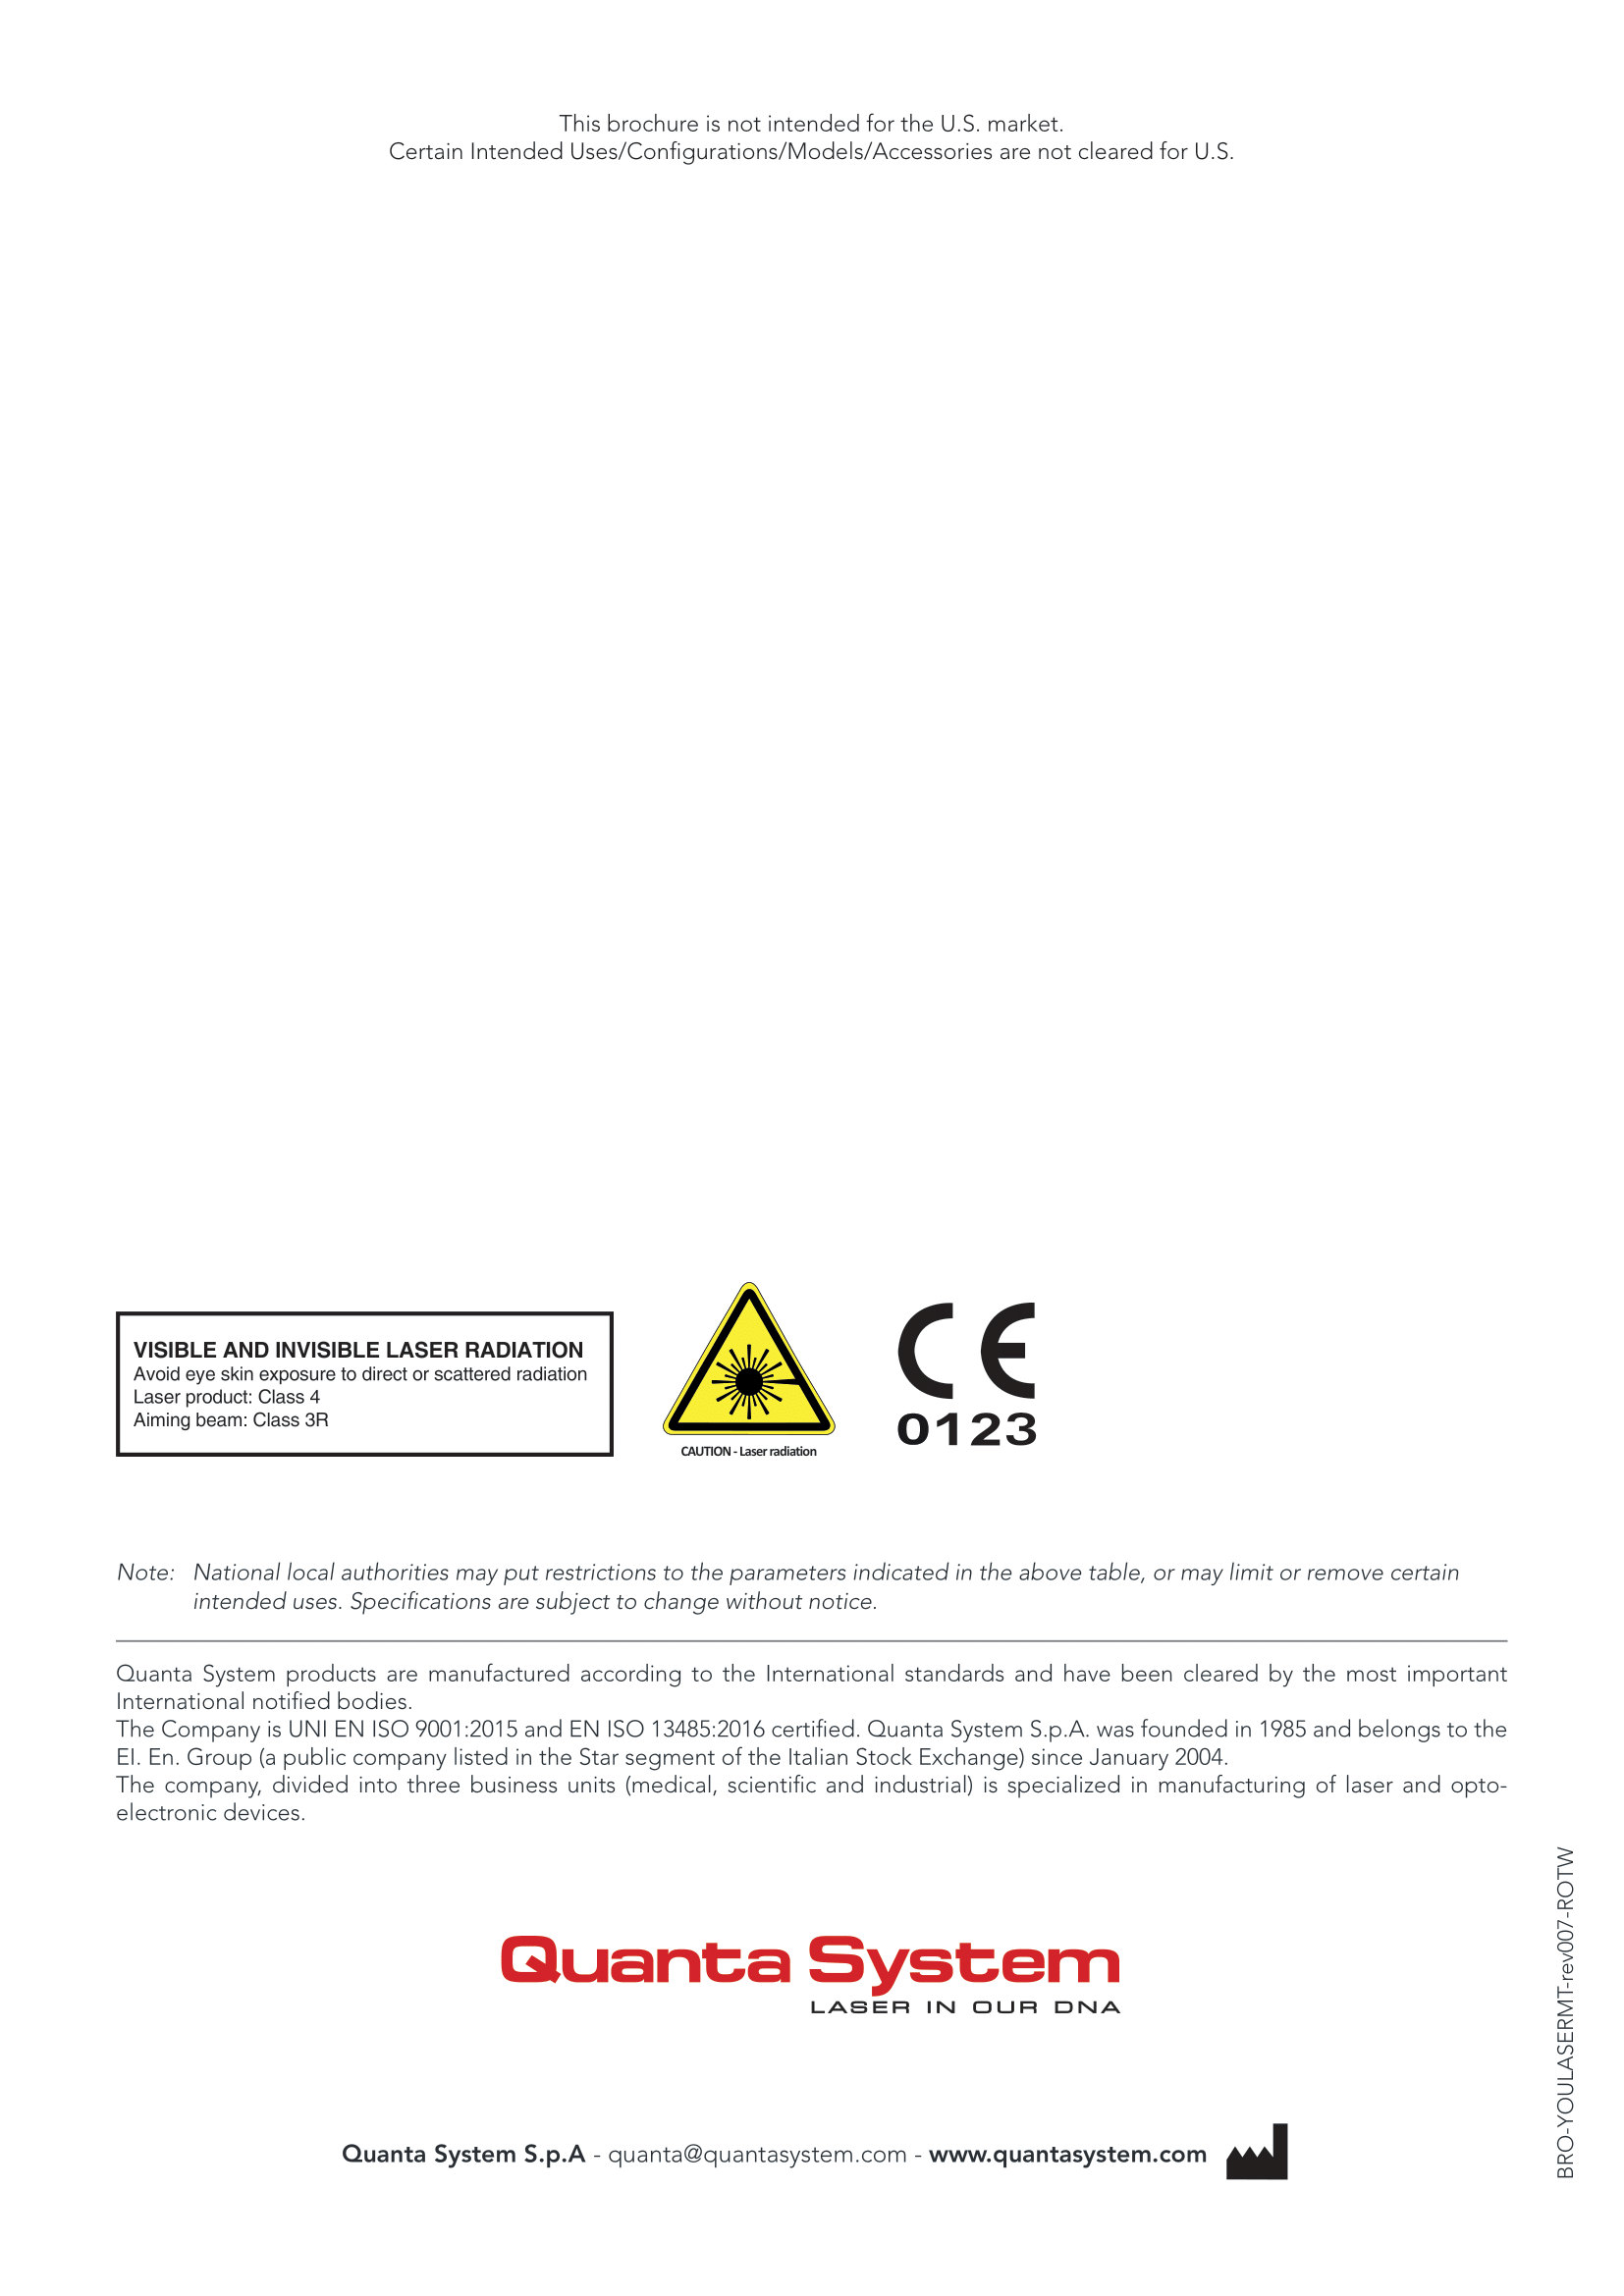 This brochure is not intended for the U.S. market.
Certain Intended Uses/Configurations/Models/Accessories are not cleared for U.S.
VISIBLE AND INVISIBLE LASER RADIATION
Avoid eye skin exposure to direct or scattered radiation
Laser product: Class 4
Aiming beam: Class 3R
CAUTION - Laser radiation
CE
0123
Note: National local authorities may put restrictions to the parameters indicated in the above table, or may limit or remove certain
intended uses. Specifications are subject to change without notice.
Quanta System products are manufactured according to the International standards and have been cleared by the most important
International notified bodies.
The Company is UNI EN ISO 9001:2015 and EN ISO 13485:2016 certified. Quanta System S.p.A. was founded in 1985 and belongs to the
El. En. Group (a public company listed in the Star segment of the Italian Stock Exchange) since January 2004.
The company, divided into three business units (medical, scientific and industrial) is specialized in manufacturing of laser and opto-
electronic devices.
Quanta System
LASER IN OUR DNA
Quanta System S.p.A - quanta@quantasystem.com - www.quantasystem.com
BRO-YOULASERMT-rev007-ROTW